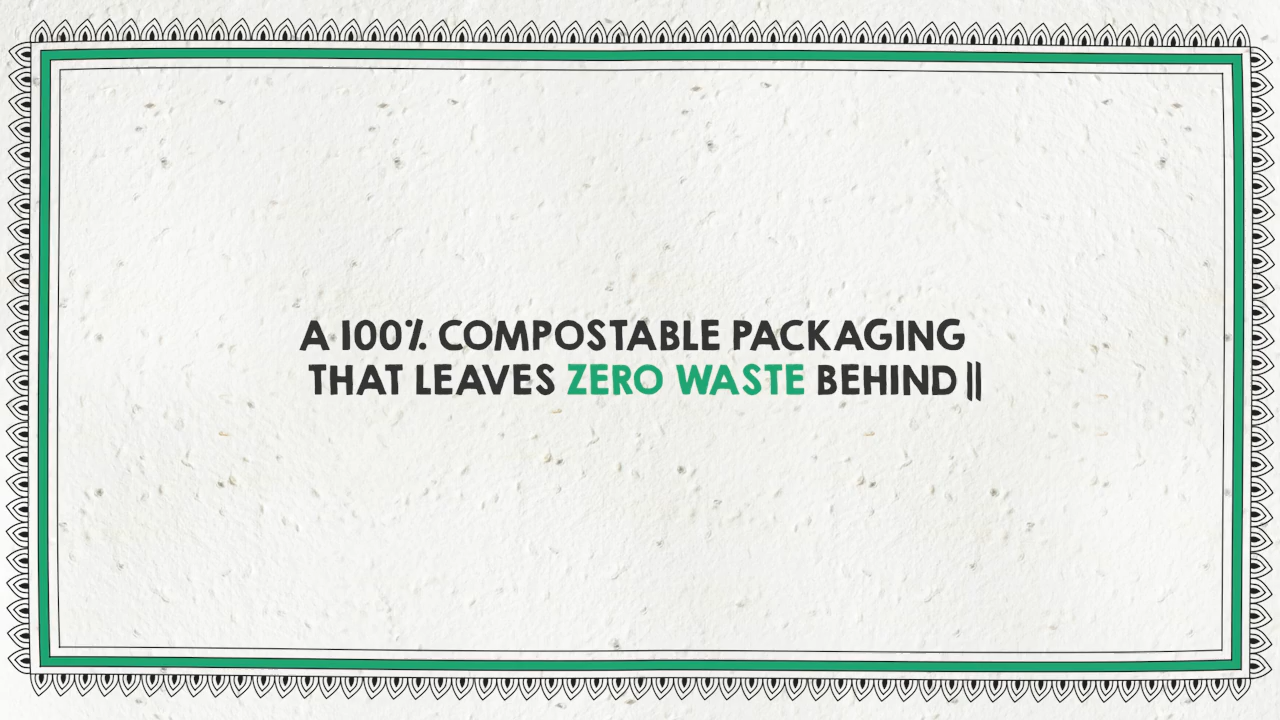 A 100% COMPOSTABLE PACKAGING
THAT LEAVES ZERO WASTE BEHIND ||